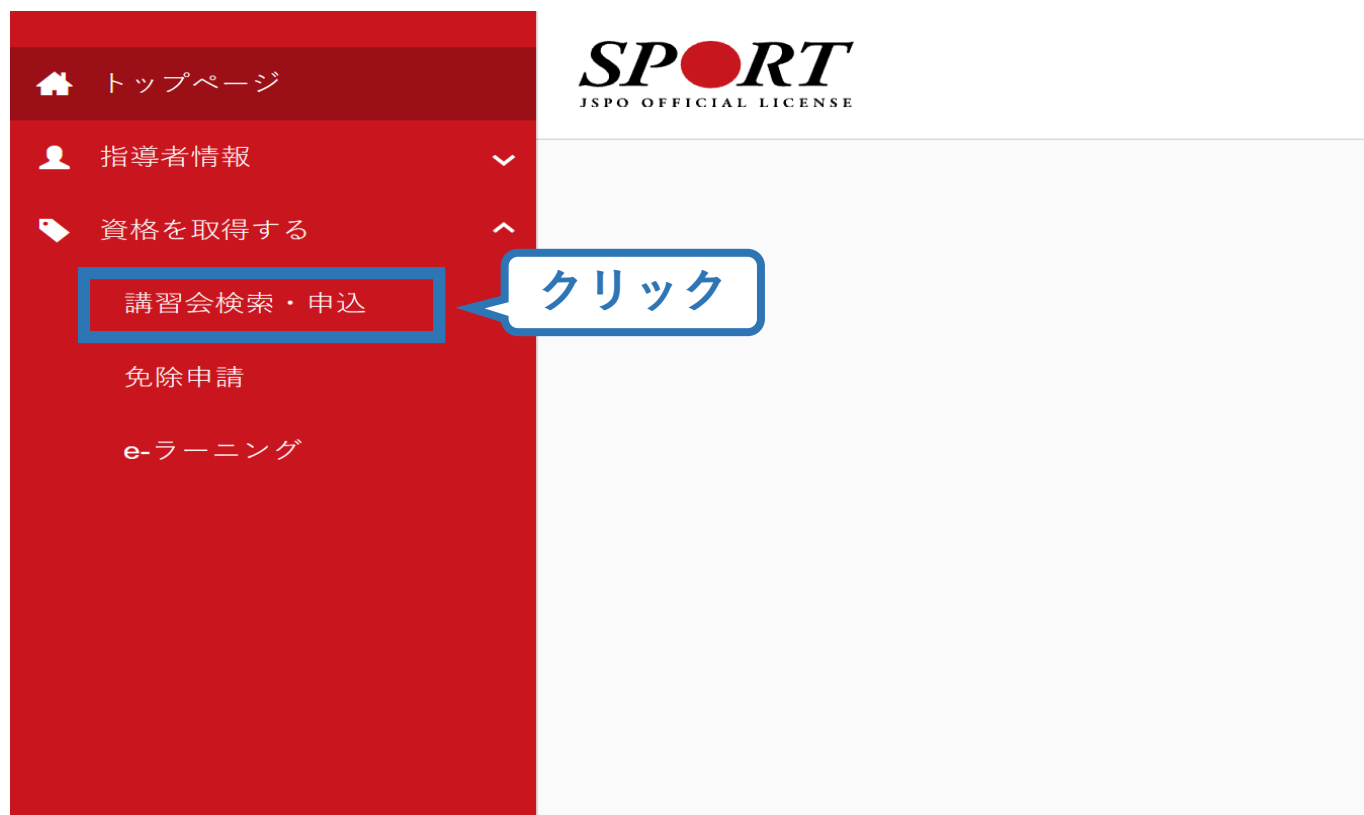 トップページ
指導者情報
資格を取得する
講習会検索・申込
クリック
免除申請
e-ラーニング
SPORT
JSPO OFFICIAL LICENSE